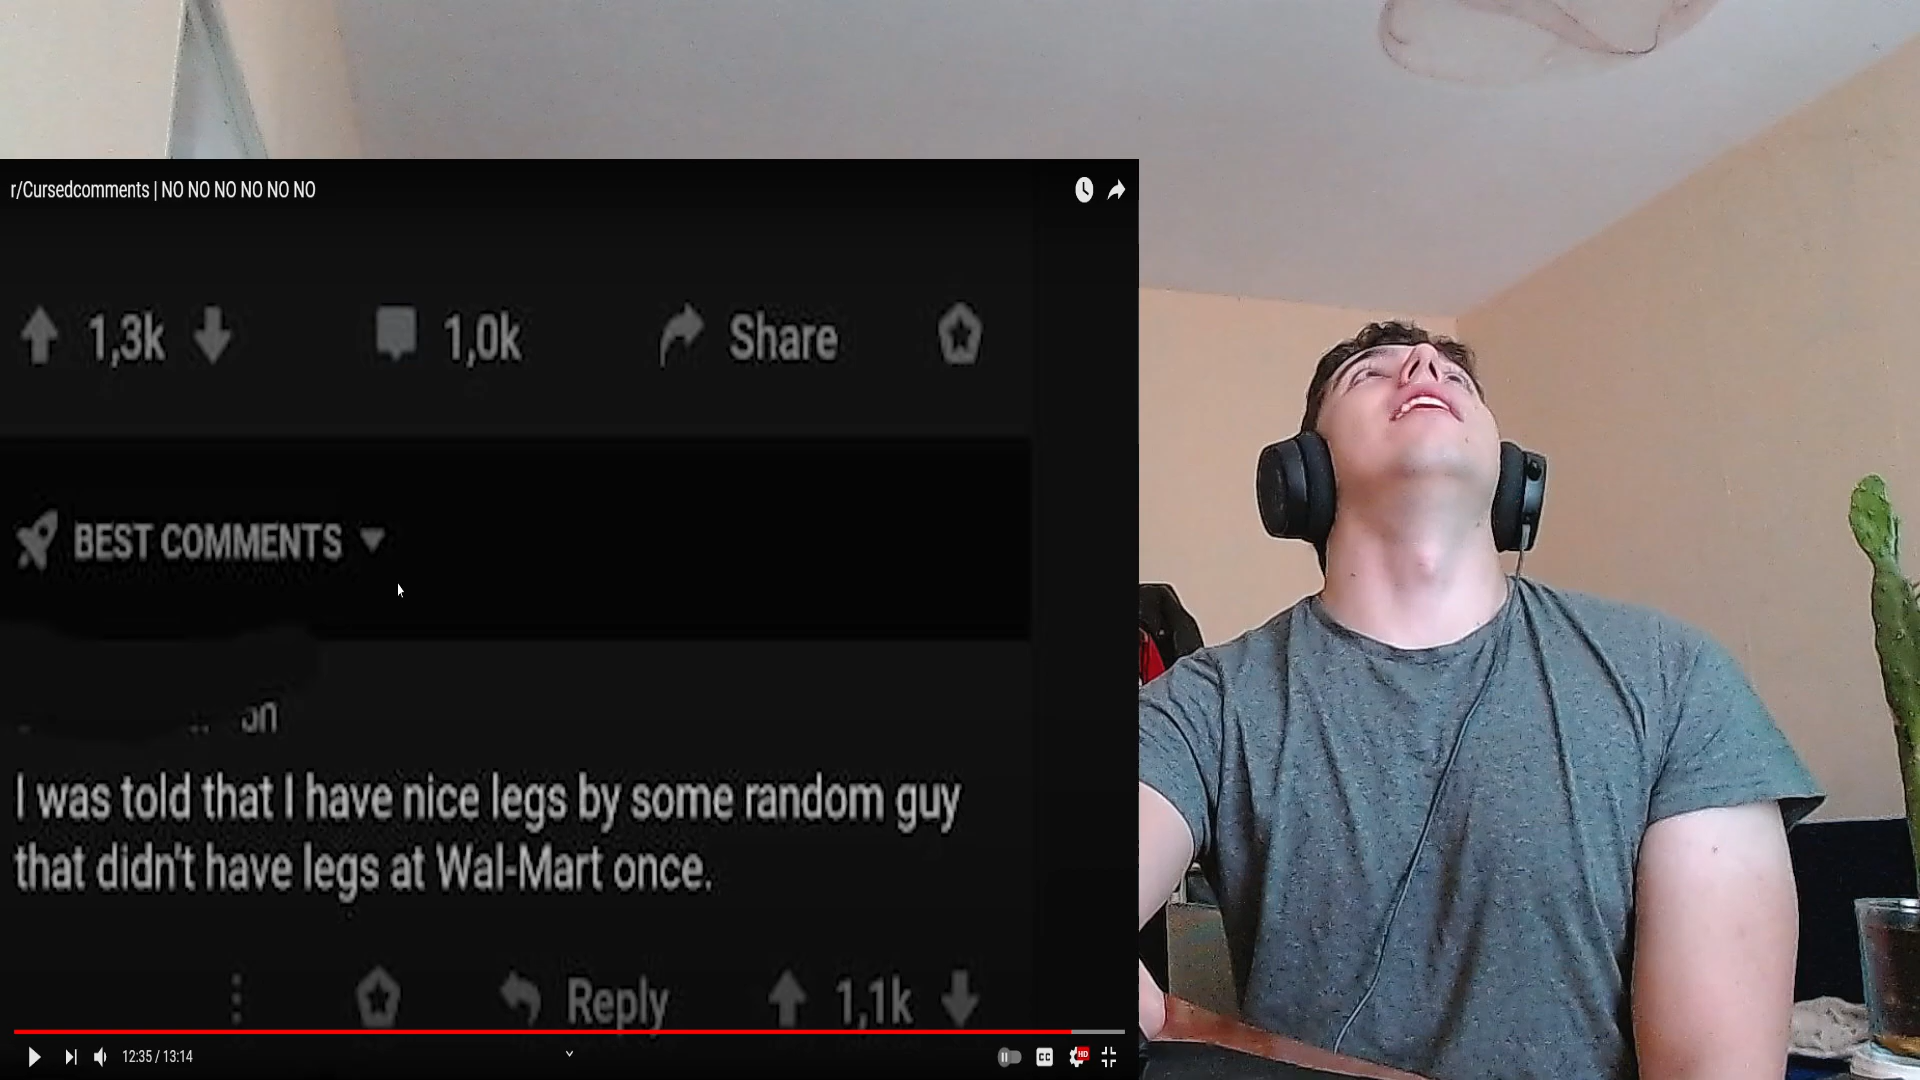 r/Cursedcomments | NO NO NO NO NO NO
1,3k
1,0k
Share
BEST COMMENTS
I was told that I have nice legs by some random guy
that didn't have legs at Wal-Mart once.
Reply
1,1k
12:35 / 13:14
CC
HD